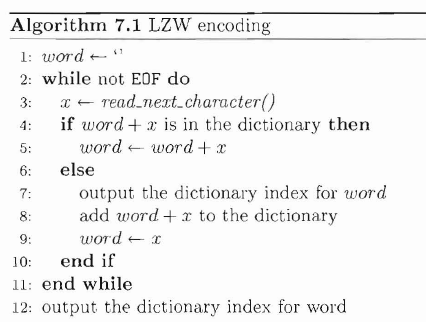 Algorithm 7.1 LZW encoding
1: word ← ‘’
2: while not EOF do
3: x ← read_next_character()
4: if word + x is in the dictionary then
5: word ← word + x
6: else
7: output the dictionary index for word
8: add word + x to the dictionary
9: word ← x
10: end if
11: end while
12: output the dictionary index for word